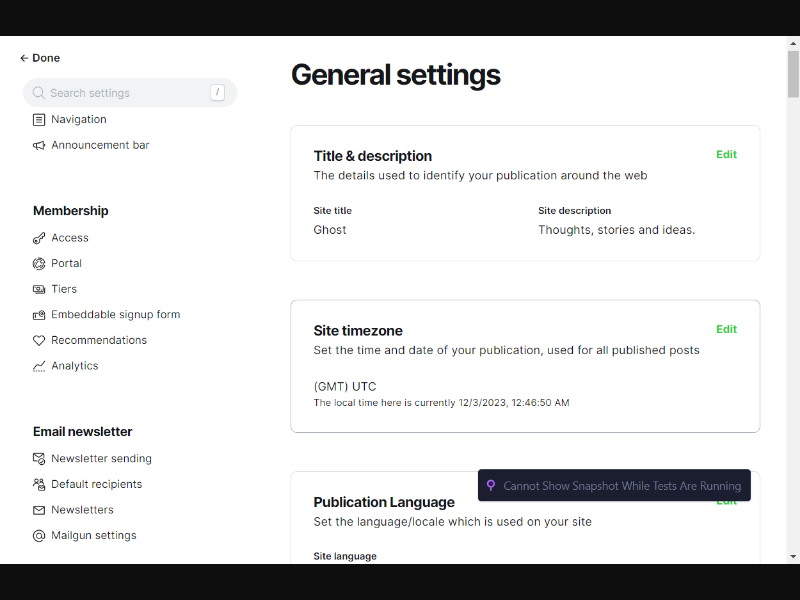 Done
Search settings
/
Navigation
Announcement bar
Membership
Access
Portal
Tiers
Embeddable signup form
Recommendations
Analytics
Email newsletter
Newsletter sending
Default recipients
Newsletters
Mailgun settings
General settings
Title & description
Edit
The details used to identify your publication around the web
Site title
Site description
Ghost
Thoughts, stories and ideas.
Site timezone
Edit
Set the time and date of your publication, used for all published posts
(GMT) UTC
The local time here is currently 12/3/2023, 12:46:50 AM
Cannot Show Snapshot While Tests Are Running
Publication Language
Edit
Set the language/locale which is used on your site
Site language